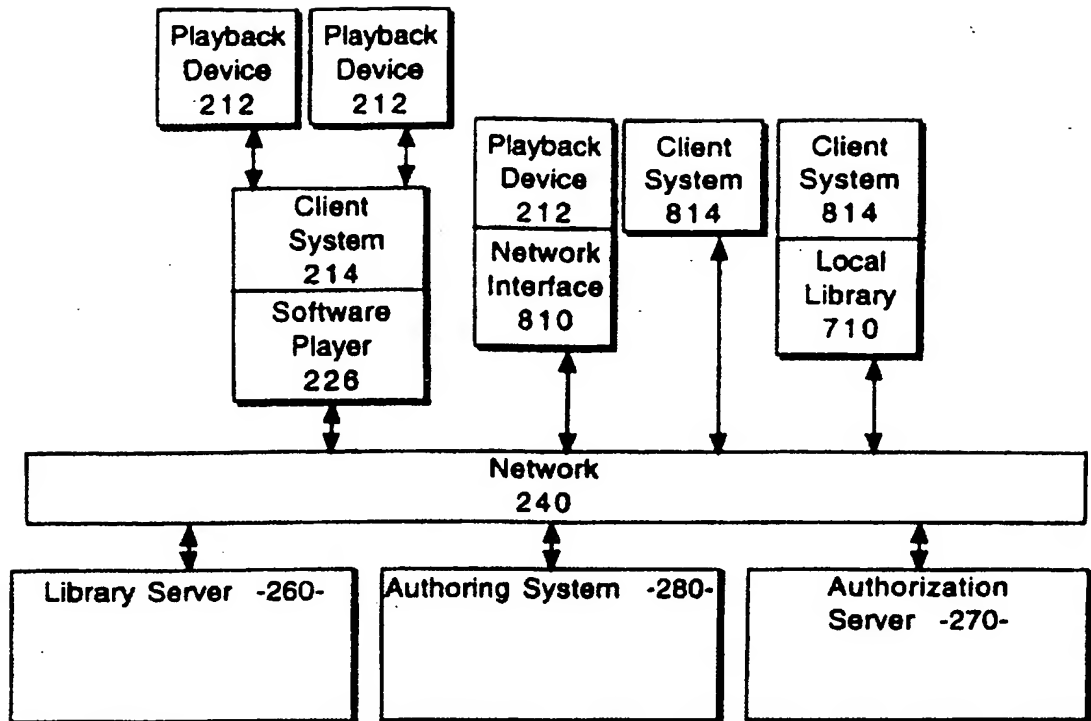 Playback
Device
212
Playback
Device
212
Client
System
214
Software
Player
226
Playback
Device
212
Network
Interface
810
Client
System
814
Client
System
814
Local
Library
710
Network
240
Library Server -260-
Authoring System -280-
Authorization
Server -270-